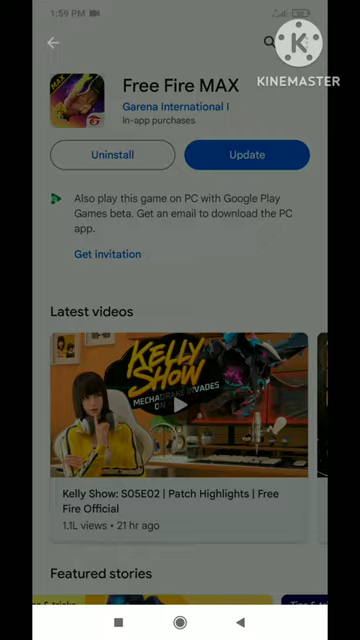 1:59 PM
KINEMASTER
MAX
Free Fire MAX
Garena International I
In-app purchases
Uninstall
Update
Also play this game on PC with Google Play
Games beta. Get an email to download the PC
app.
Get invitation
Latest videos
KELLY
SHOW
MECHADRAKE INVADES
Kelly Show: S05E02 | Patch Highlights | Free
Fire Official
1.1L views • 21 hr ago
Featured stories